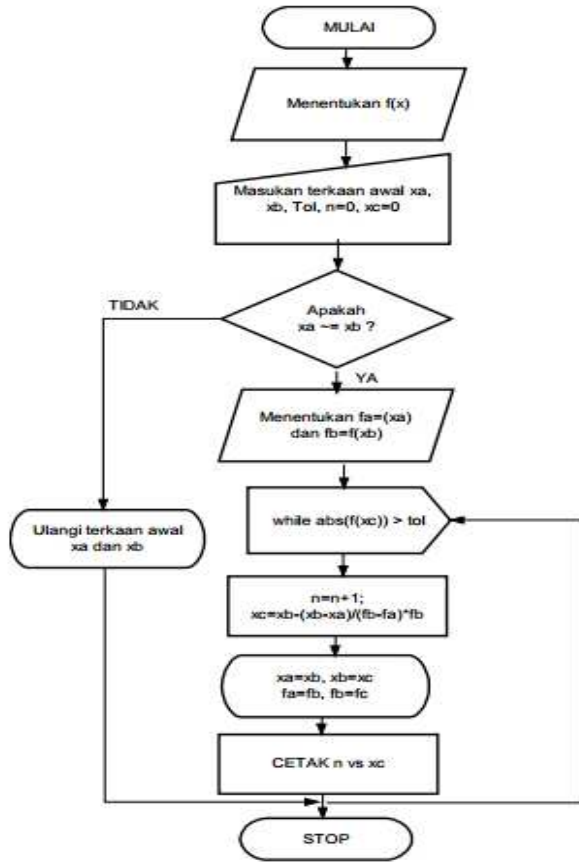 MULAI
Menentukan f(x)
Masukan terkaan awal xa,
xb, Tol, n=0, xc=0
TIDAK
Apakah
xa ~= xb ?
YA
Menentukan fa=(xa)
dan fb=f(xb)
Ulangi terkaan awal
xa dan xb
while abs(f(xc)) > tol
n=n+1;
xc=xb-(xb-xa)/(fb-fa)*fb
xa=xb, xb=xc
fa=fb, fb=fc
CETAK n vs xc
STOP